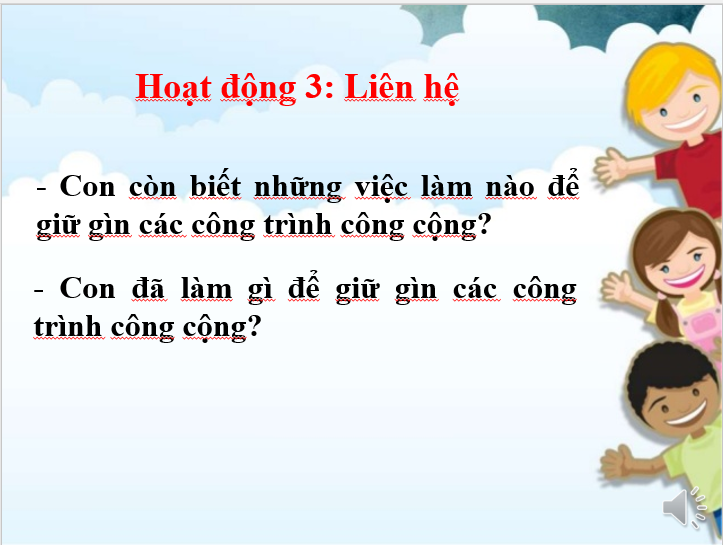 Hoạt động 3: Liên hệ
- Con còn biết những việc làm nào để
giữ gìn các công trình công cộng?
- Con đã làm gì để giữ gìn các công
trình công cộng?